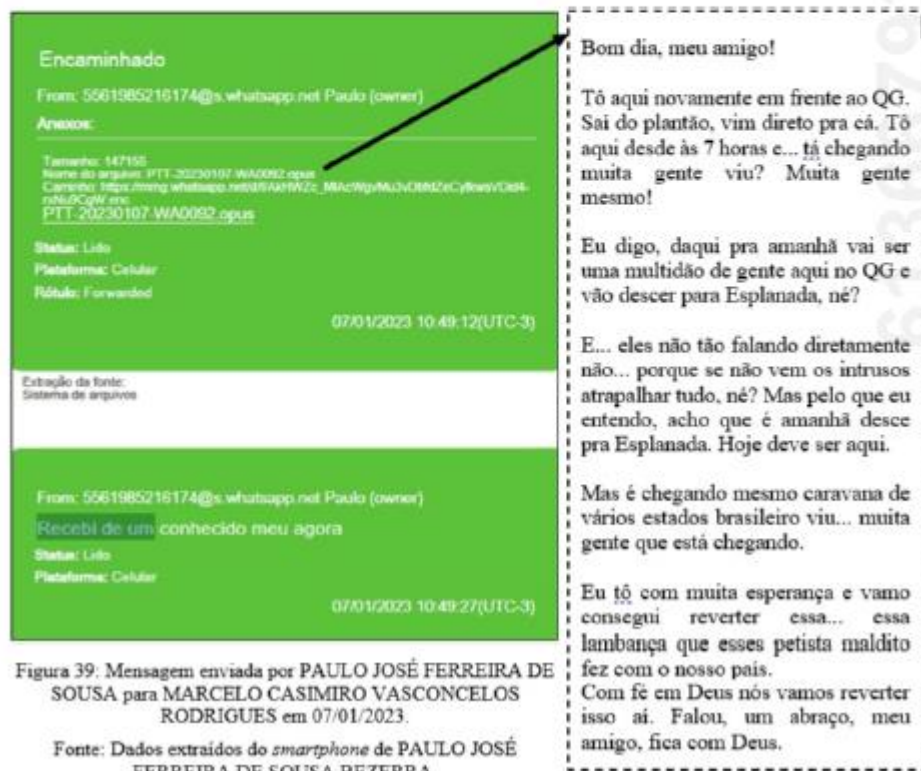 Encaminhado
From: 5561985216174@s.whatsapp.net Paulo (owner)
Anexos:
Tamanho: 147155
Nome do arquivo: PTT-20230107-WA0092.opus
Caminho: https://mmg.whatsapp.net/
PTT-20230107-WA0092.opus
Status: Lido
Plataforma: Celular
Rótulo: Forwarded
07/01/2023 10:49:12(UTC-3)
Extração da fonte:
Sistema de arquivos
From: 5561985216174@s.whatsapp.net Paulo (owner)
Recebi de um conhecido meu agora
Status: Lido
Plataforma: Celular
07/01/2023 10:49:27(UTC-3)
Figura 39: Mensagem enviada por PAULO JOSÉ FERREIRA DE
SOUSA para MARCELO CASIMIRO VASCONCELOS
RODRIGUES em 07/01/2023.
Fonte: Dados extraídos do smartphone de PAULO JOSÉ
FERREIRA DE SOUSA BEZERRA
Bom dia, meu amigo!
Tô aqui novamente em frente ao QG.
Sai do plantão, vim direto pra cá. Tô
aqui desde às 7 horas e... tá chegando
muita gente viu? Muita gente
mesmo!
Eu digo, daqui pra amanhã vai ser
uma multidão de gente aqui no QG e
vão descer para Esplanada, né?
E... eles não tão falando diretamente
não... porque se não vem os intrusos
atrapalhar tudo, né? Mas pelo que eu
entendo, acho que é amanhã desce
pra Esplanada. Hoje deve ser aqui.
Mas é chegando mesmo caravana de
vários estados brasileiro viu... muita
gente que está chegando.
Eu tô com muita esperança e vamo
consegui reverter essa... essa
lambança que esses petista maldito
fez com o nosso país.
Com fé em Deus nós vamos reverter
isso aí. Falou, um abraço, meu
amigo, fica com Deus.